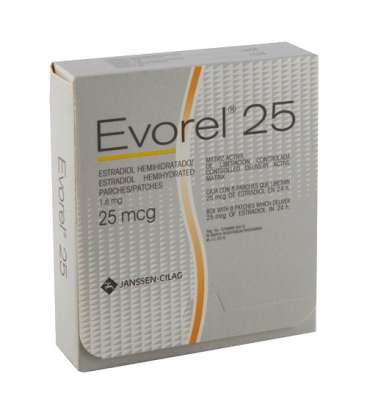 Evorel® 25
ESTRADIOL HEMIHIDRATADO/
ESTRADIOL HEMIHYDRATED
PARCHES/PATCHES
1.6 mg
25 mcg
MATRIZ ACTIVA
DE LIBERACION CONTROLADA
CONTROLLED DELIVERY ACTIVE
MATRIX
CAJA CON 8 PARCHES QUE LIBERAN
25 mcg DE ESTRADIOL EN 24 h.
BOX WITH 8 PATCHES WHICH DELIVER
25 mcg OF ESTRADIOL IN 24 h.
JANSSEN-CILAG
Evorel 25